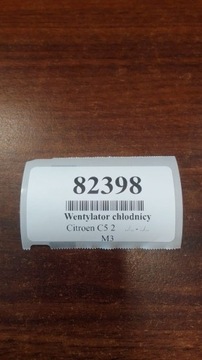 82398
Wentylator chlodnicy
Citroen C5 2
M3